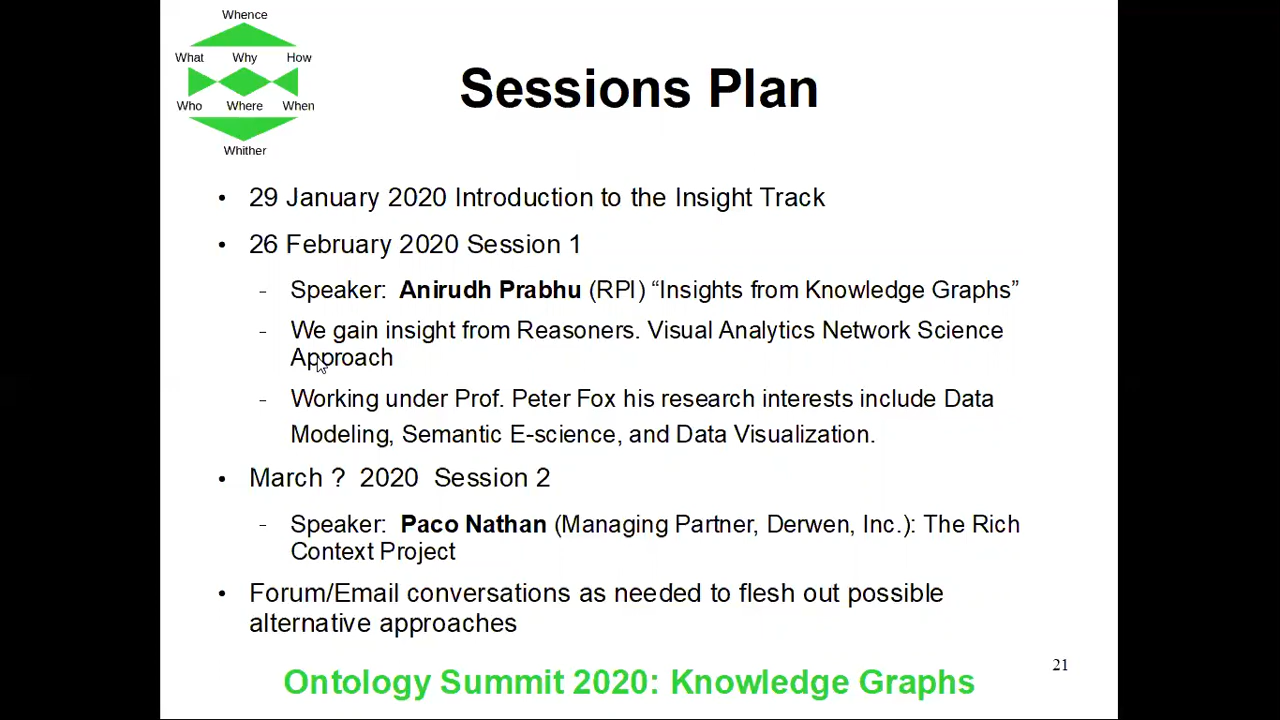 Whence
What Why How
Who Where When
Whither
Sessions Plan
• 29 January 2020 Introduction to the Insight Track
• 26 February 2020 Session 1
– Speaker: Anirudh Prabhu (RPI) “Insights from Knowledge Graphs”
– We gain insight from Reasoners. Visual Analytics Network Science
Approach
– Working under Prof. Peter Fox his research interests include Data
Modeling, Semantic E-science, and Data Visualization.
• March ? 2020 Session 2
– Speaker: Paco Nathan (Managing Partner, Derwen, Inc.): The Rich
Context Project
• Forum/Email conversations as needed to flesh out possible
alternative approaches
21
Ontology Summit 2020: Knowledge Graphs